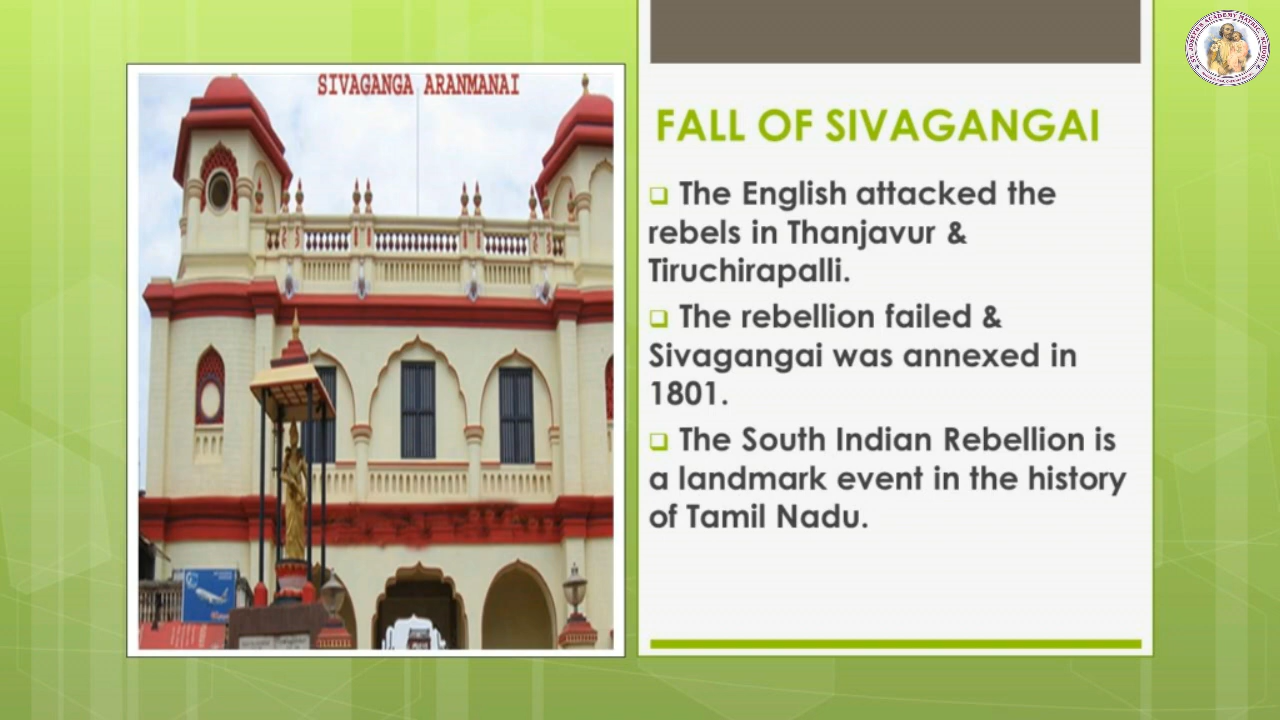 SIVAGANGA ARANMANAI
FALL OF SIVAGANGAI
The English attacked the
rebels in Thanjavur &
Tiruchirapalli.
The rebellion failed &
Sivagangai was annexed in
1801.
The South Indian Rebellion is
a landmark event in the history
of Tamil Nadu.